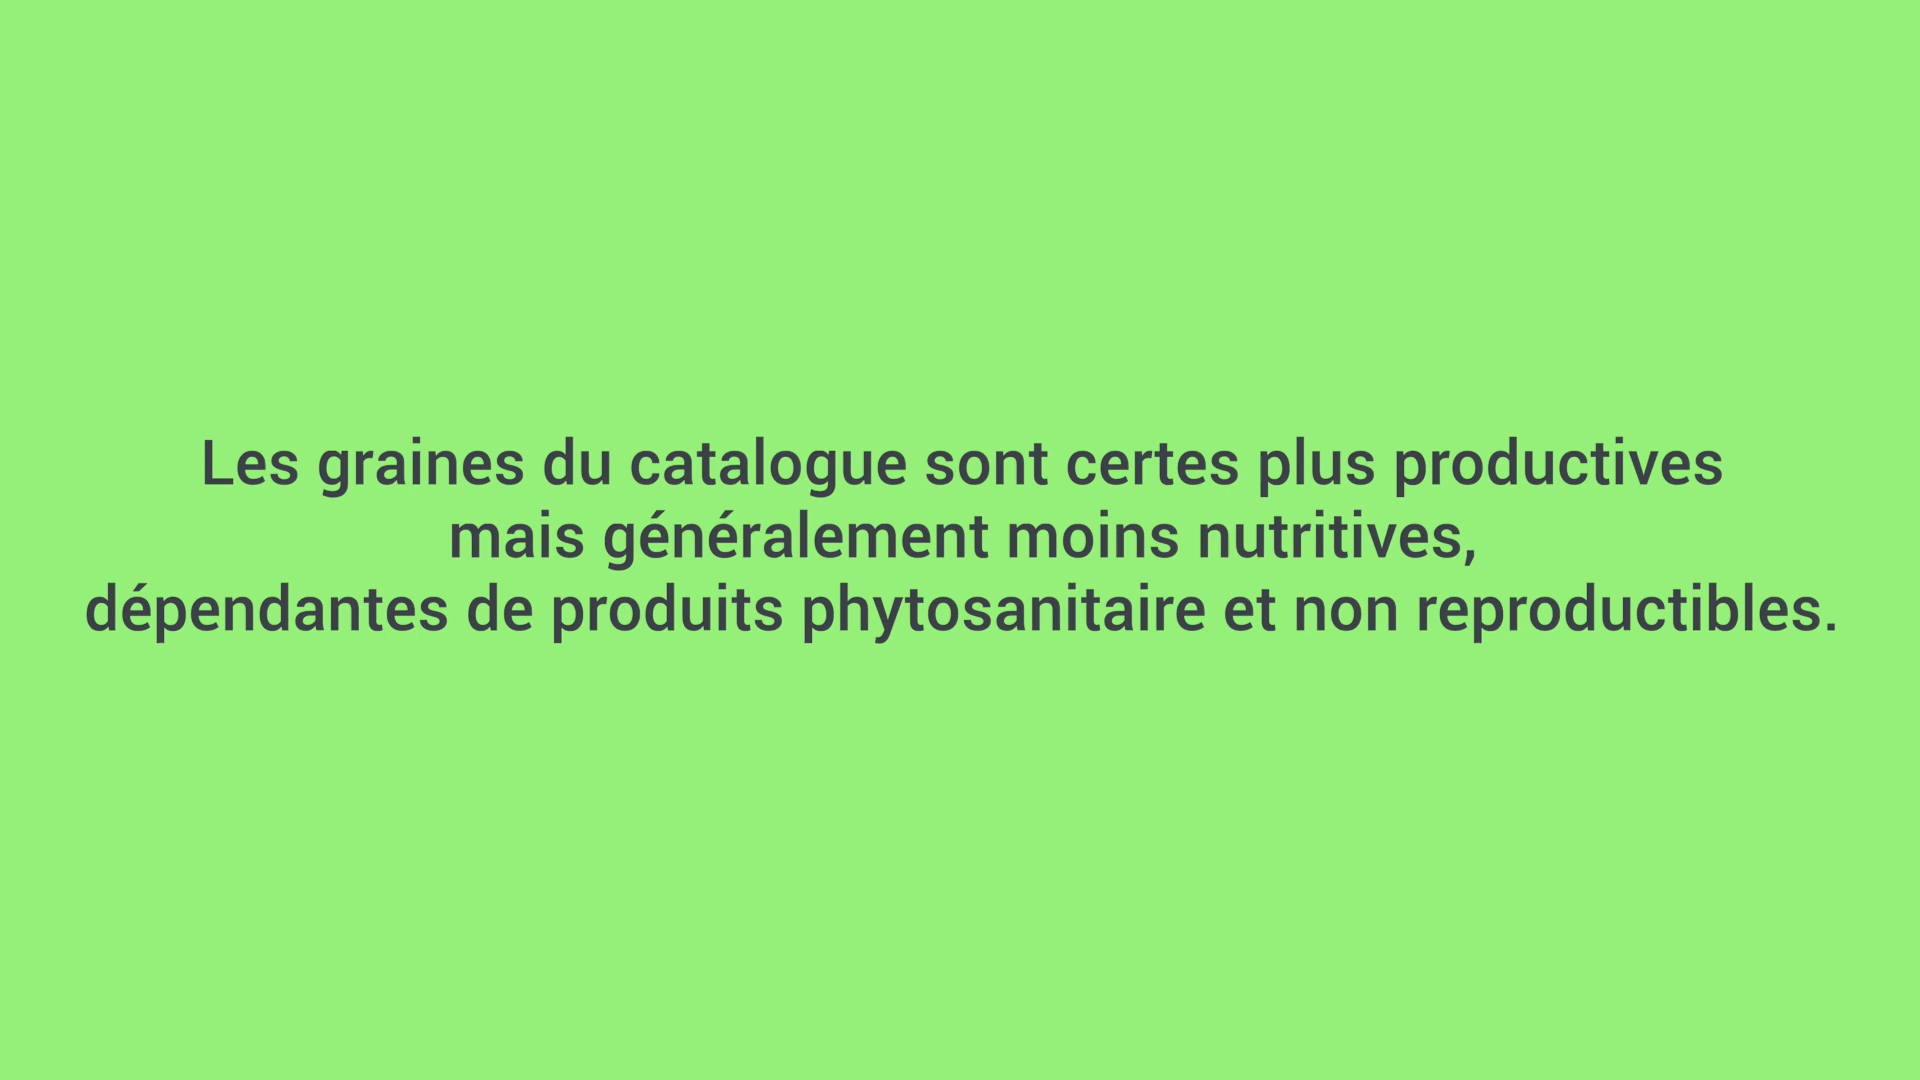 Les graines du catalogue sont certes plus productives
mais généralement moins nutritives,
dépendantes de produits phytosanitaire et non reproductibles.